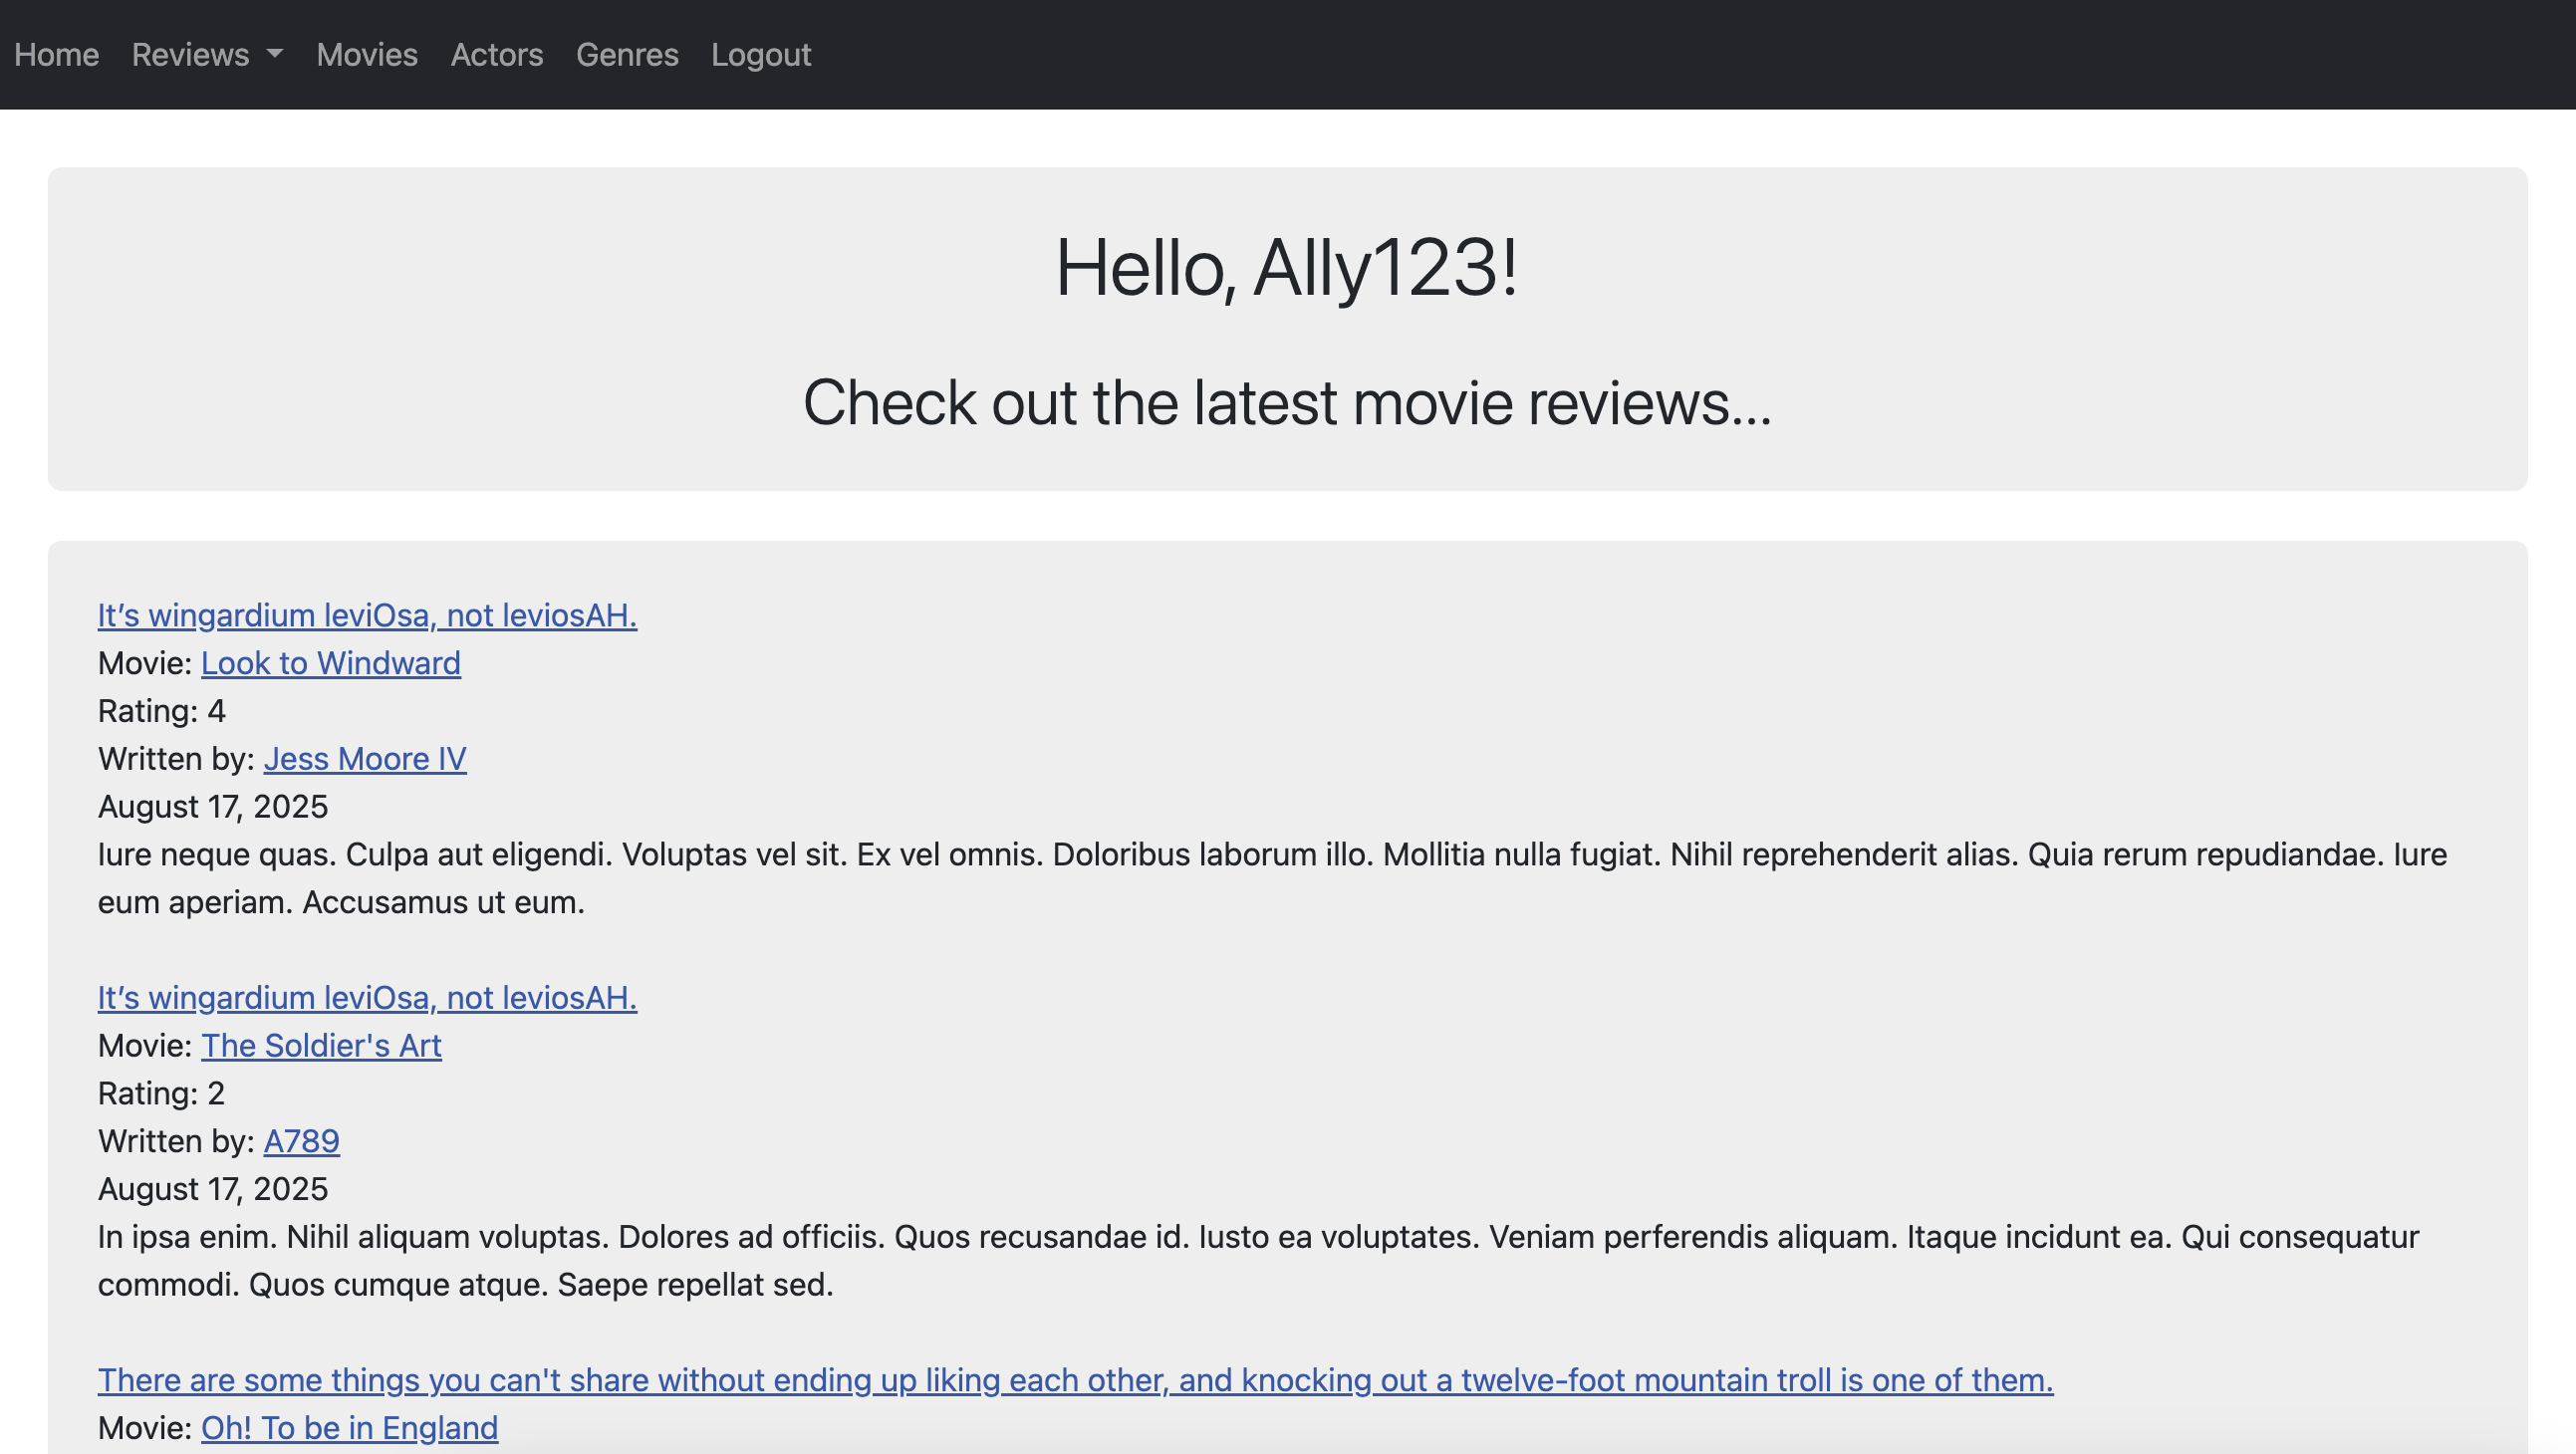 Home Reviews Movies Actors Genres Logout
Hello, Ally123!
Check out the latest movie reviews...
It’s wingardium leviOsa, not leviosAH.
Movie: Look to Windward
Rating: 4
Written by: Jess Moore IV
August 17, 2025
Iure neque quas. Culpa aut eligendi. Voluptas vel sit. Ex vel omnis. Doloribus laborum illo. Mollitia nulla fugiat. Nihil reprehenderit alias. Quia rerum repudiandae. Iure
eum aperiam. Accusamus ut eum.
It’s wingardium leviOsa, not leviosAH.
Movie: The Soldier's Art
Rating: 2
Written by: A789
August 17, 2025
In ipsa enim. Nihil aliquam voluptas. Dolores ad officiis. Quos recusandae id. Iusto ea voluptates. Veniam perferendis aliquam. Itaque incidunt ea. Qui consequatur
commodi. Quos cumque atque. Saepe repellat sed.
There are some things you can't share without ending up liking each other, and knocking out a twelve-foot mountain troll is one of them.
Movie: Oh! To be in England